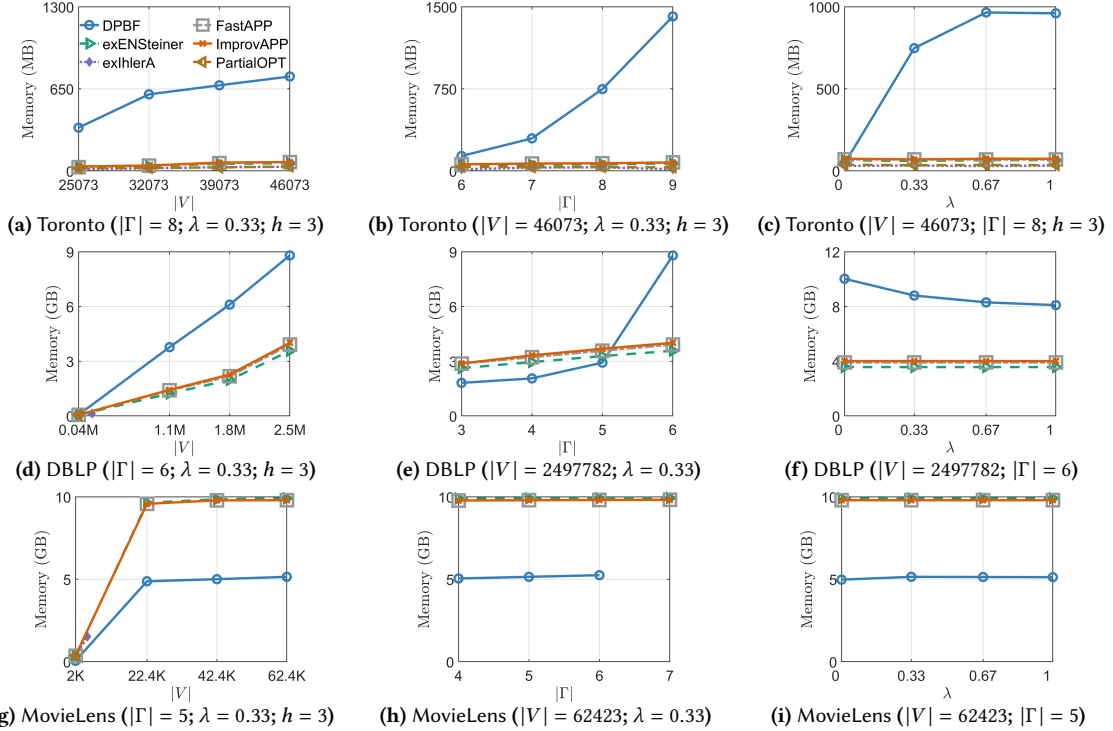 1300
650
0
Memory (MB)
DPBF
exENSteiner
exIhlerA
FastAPP
ImprovAPP
PartialOPT
25073 32073 39073 46073
|V|
(a) Toronto (|Γ| = 8; λ = 0.33; h = 3)
1500
750
0
Memory (MB)
6 7 8 9
|Γ|
(b) Toronto (|V| = 46073; λ = 0.33; h = 3)
1000
500
0
Memory (MB)
0 0.33 0.67 1
λ
(c) Toronto (|V| = 46073; |Γ| = 8; h = 3)
9
6
3
0
Memory (GB)
0.04M 1.1M 1.8M 2.5M
|V|
(d) DBLP (|Γ| = 6; λ = 0.33; h = 3)
9
6
3
0
Memory (GB)
3 4 5 6
|Γ|
(e) DBLP (|V| = 2497782; λ = 0.33)
12
8
4
0
Memory (GB)
0 0.33 0.67 1
λ
(f) DBLP (|V| = 2497782; |Γ| = 6)
10
5
0
Memory (GB)
2K 22.4K 42.4K 62.4K
|V|
g) MovieLens (|Γ| = 5; λ = 0.33; h = 3)
10
5
0
Memory (GB)
4 5 6 7
|Γ|
(h) MovieLens (|V| = 62423; λ = 0.33)
10
5
0
Memory (GB)
0 0.33 0.67 1
λ
(i) MovieLens (|V| = 62423; |Γ| = 5)